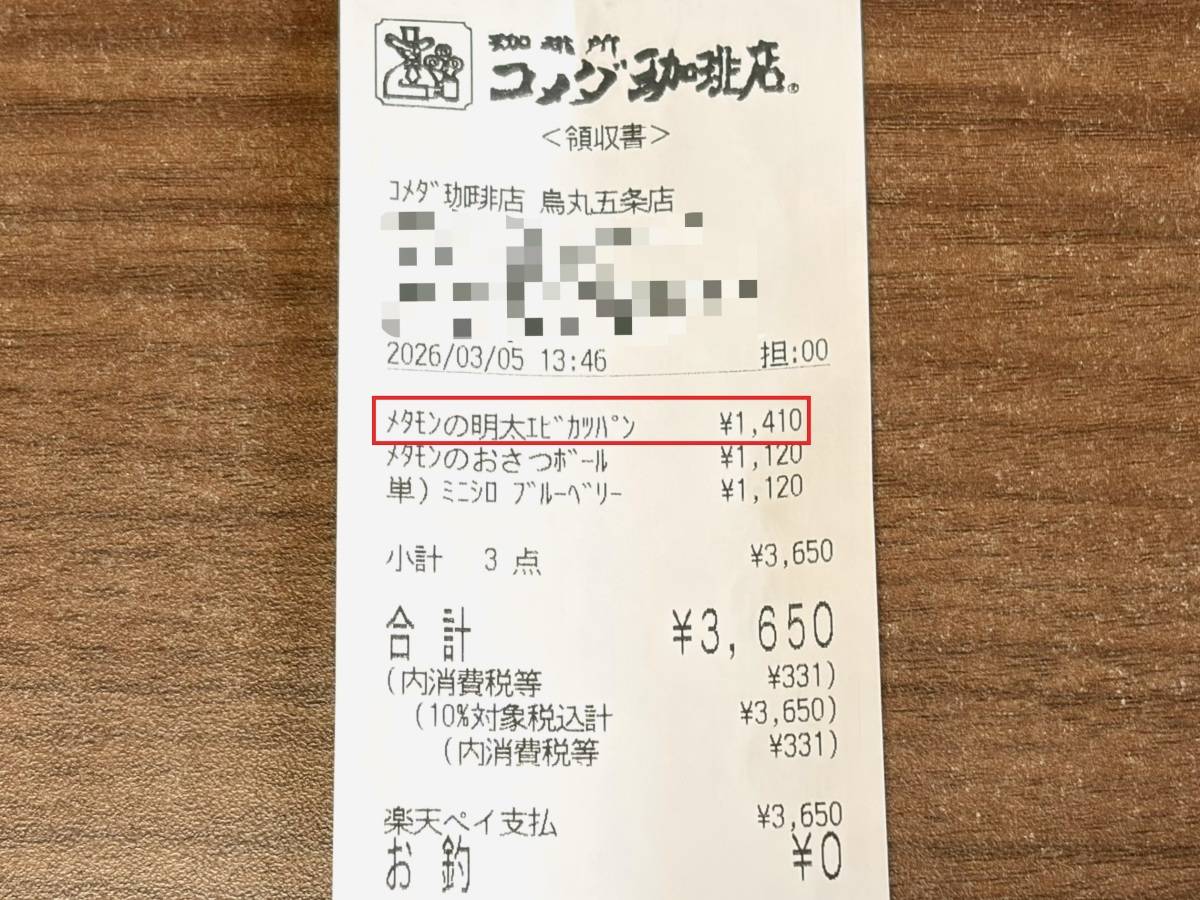 珈琲所
コメダ珈琲店®
＜領収書＞
ｺﾒﾀﾞ珈琲店 烏丸五条店
2026/03/05 13:46 担:00
ﾒﾀﾓﾝの明太ｴﾋﾞｶﾂﾊﾟﾝ ¥1,410
ﾒﾀﾓﾝのおさつﾎﾞｰﾙ ¥1,120
単)ﾐﾆｼﾛ ﾌﾞﾙｰﾍﾞﾘｰ ¥1,120
小計 3 点 ¥3,650
合計 ¥3,650
(内消費税等 ¥331)
(10%対象税込計 ¥3,650)
(内消費税等 ¥331)
楽天ペイ支払 ¥3,650
お釣 ¥0